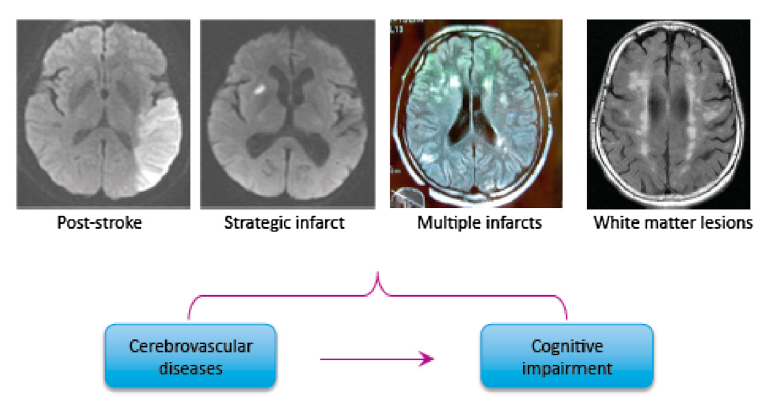 Post-stroke
Strategic infarct
Multiple infarcts
White matter lesions
Cerebrovascular
diseases
Cognitive
impairment